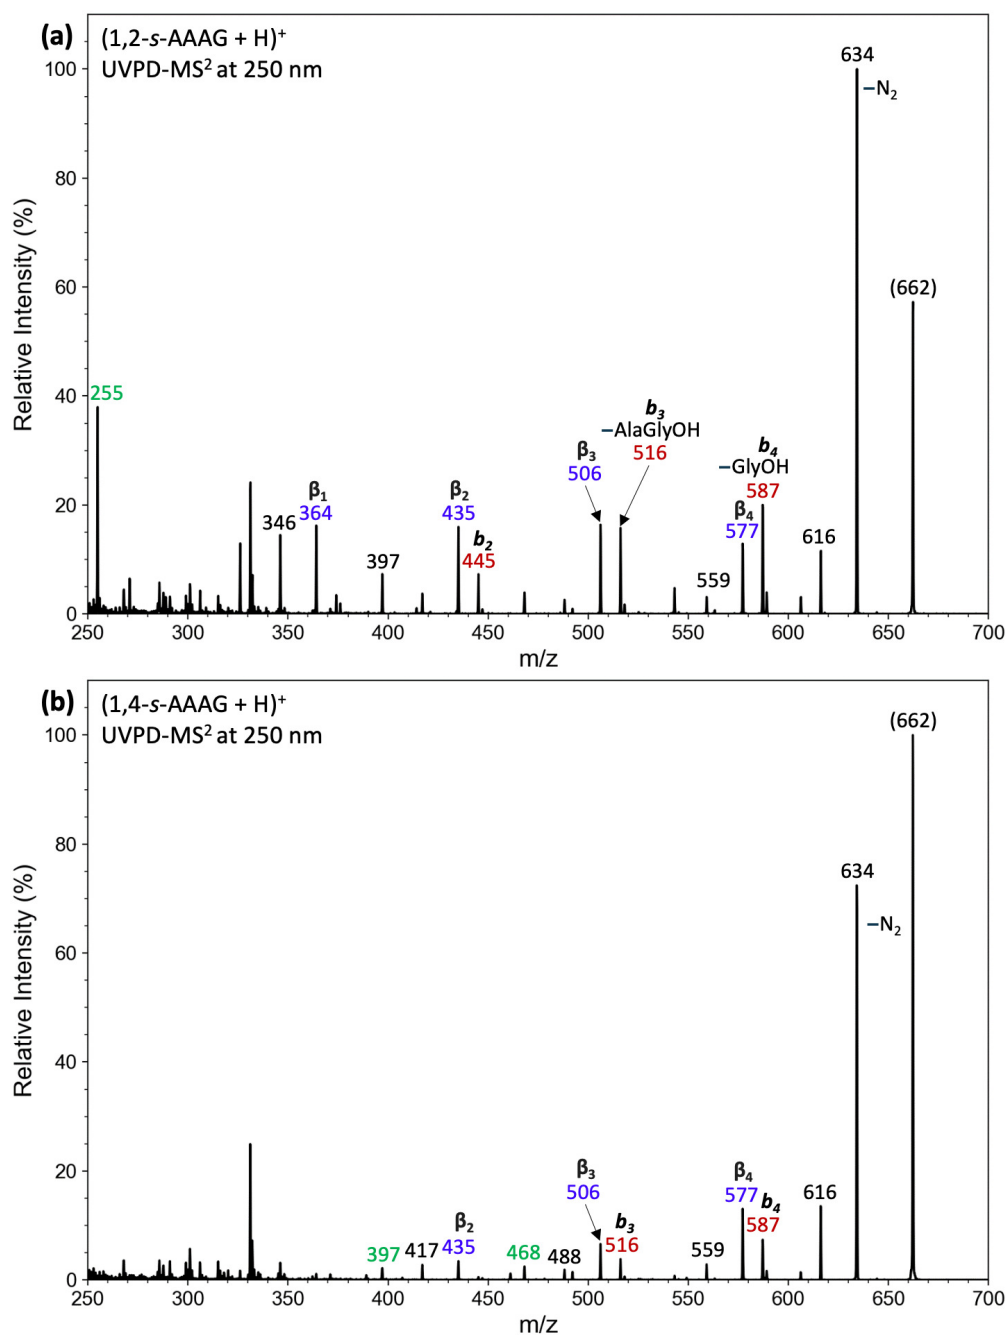 (a)
(1,2-s-AAAG + H)⁺
UVPD-MS² at 250 nm
Relative Intensity (%)
100
80
60
40
20
0
634
−N₂
(662)
255
b₃
−AlaGlyOH
516
β₃
506
b₄
−GlyOH
587
β₄
577
β₁
364
346
β₂
435
b₂
445
397
559
616
250
300
350
400
450
500
550
600
650
700
m/z
(b)
(1,4-s-AAAG + H)⁺
UVPD-MS² at 250 nm
Relative Intensity (%)
100
80
60
40
20
0
(662)
634
−N₂
β₃
506
b₃
516
β₄
577
b₄
587
616
β₂
435
397
417
468
488
559
250
300
350
400
450
500
550
600
650
700
m/z